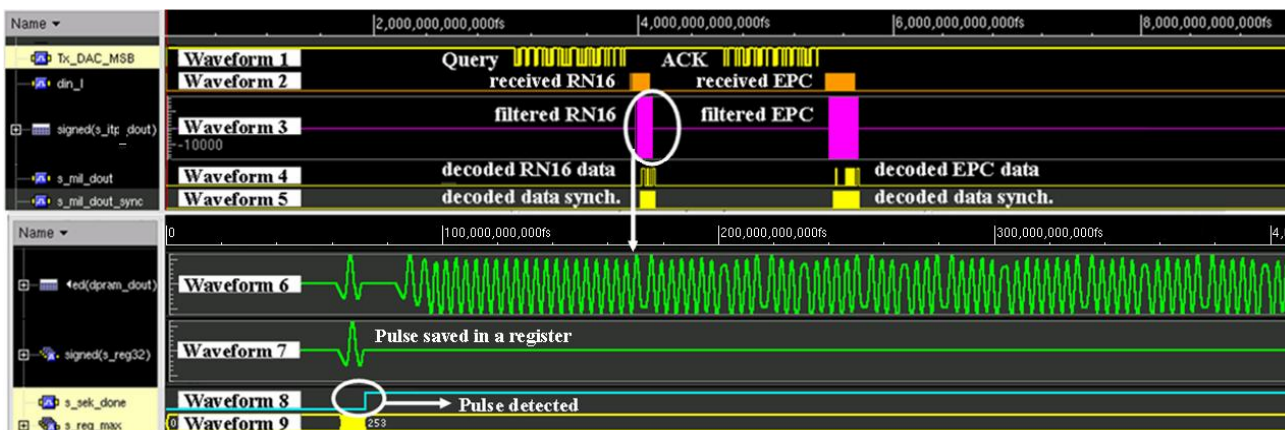 Name
2,000,000,000,000fs 4,000,000,000,000fs 6,000,000,000,000fs 8,000,000,000,000fs
Tx_DAC_MSB Waveform 1 Query ACK
din_I Waveform 2 received RN16 received EPC
signed(s_itp_dout) Waveform 3 filtered RN16 filtered EPC
-10000
s_mil_dout Waveform 4 decoded RN16 data decoded EPC data
s_mil_dout_sync Waveform 5 decoded data synch. decoded data synch.
Name 0 100,000,000,000fs 200,000,000,000fs 300,000,000,000fs 4,
ed(dpram_dout) Waveform 6
signed(s_reg32) Waveform 7 Pulse saved in a register
s_sek_done Waveform 8 Pulse detected
s_reg_max 0 Waveform 9 253